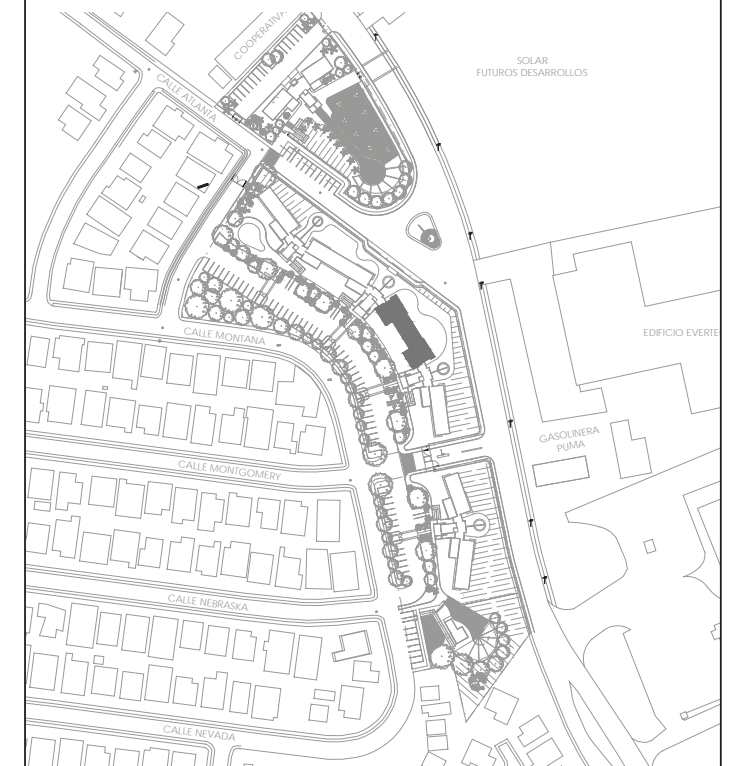 COOPERATIVA
SOLAR
FUTUROS DESARROLLOS
CALLE ATLANTA
CALLE MONTANA
EDIFICIO EVERTE
GASOLINERA
PUMA
CALLE MONTGOMERY
CALLE NEBRASKA
CALLE NEVADA